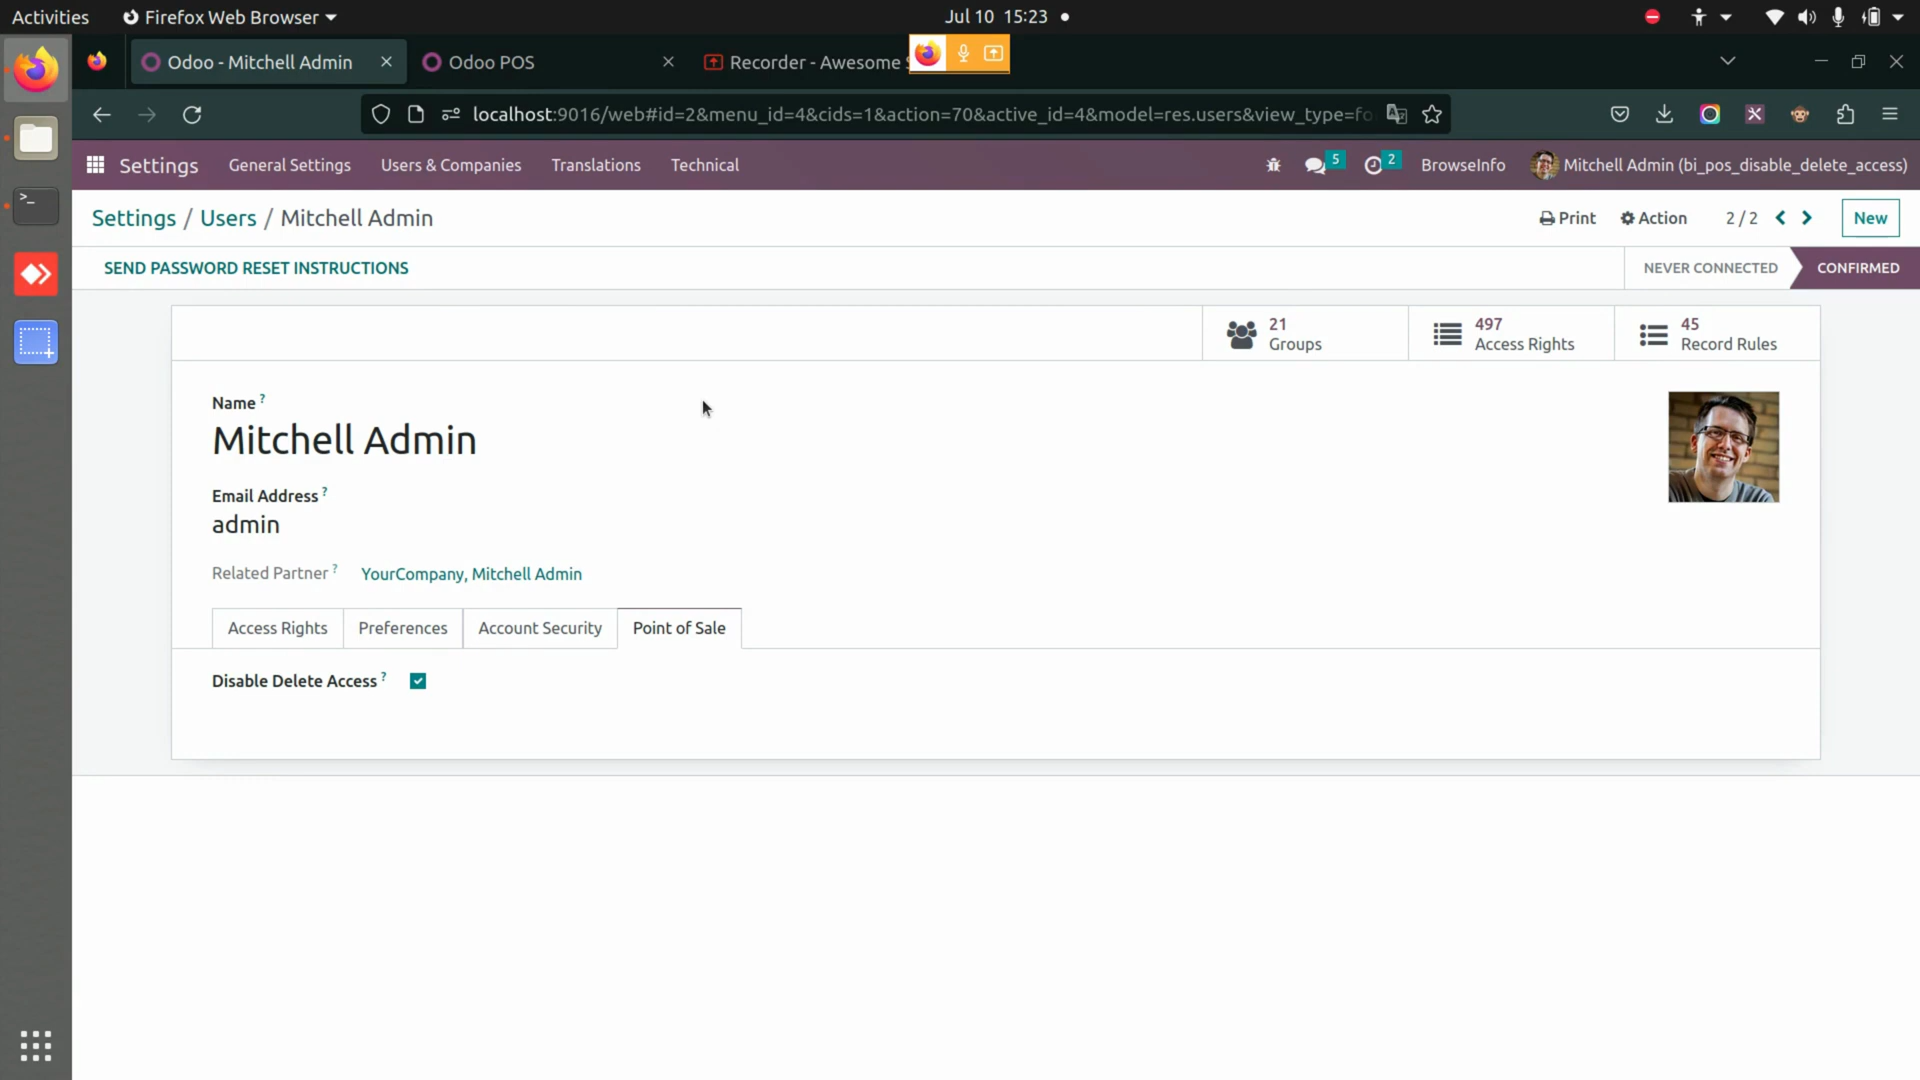 Activities Firefox Web Browser Jul 10 15:23
Odoo - Mitchell Admin Odoo POS Recorder - Awesome
localhost:9016/web#id=2&menu_id=4&cids=1&action=70&active_id=4&model=res.users&view_type=fo
Settings General Settings Users & Companies Translations Technical 5 2 BrowseInfo Mitchell Admin (bi_pos_disable_delete_access)
Settings / Users / Mitchell Admin Print Action 2 / 2 New
SEND PASSWORD RESET INSTRUCTIONS NEVER CONNECTED CONFIRMED
21 Groups
497 Access Rights
45 Record Rules
Name ?
Mitchell Admin
Email Address ?
admin
Related Partner ? YourCompany, Mitchell Admin
Access Rights Preferences Account Security Point of Sale
Disable Delete Access ?